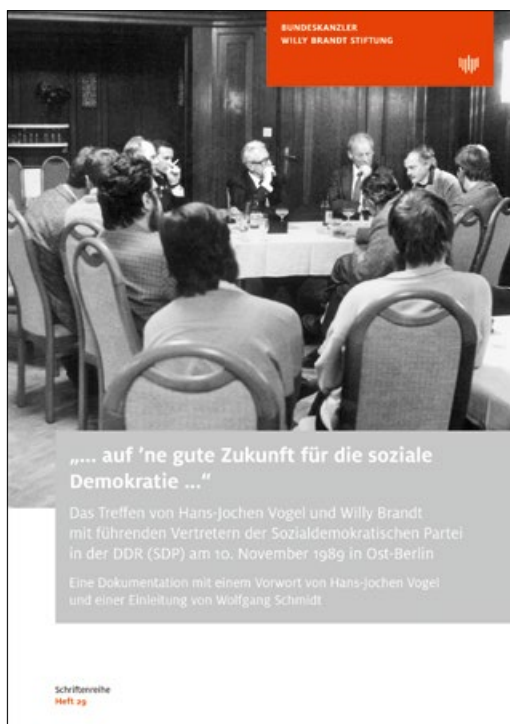 BUNDESKANZLER
WILLY BRANDT STIFTUNG
„... auf ’ne gute Zukunft für die soziale
Demokratie ...“
Das Treffen von Hans-Jochen Vogel und Willy Brandt
mit führenden Vertretern der Sozialdemokratischen Partei
in der DDR (SDP) am 10. November 1989 in Ost-Berlin
Eine Dokumentation mit einem Vorwort von Hans-Jochen Vogel
und einer Einleitung von Wolfgang Schmidt
Schriftenreihe
Heft 29